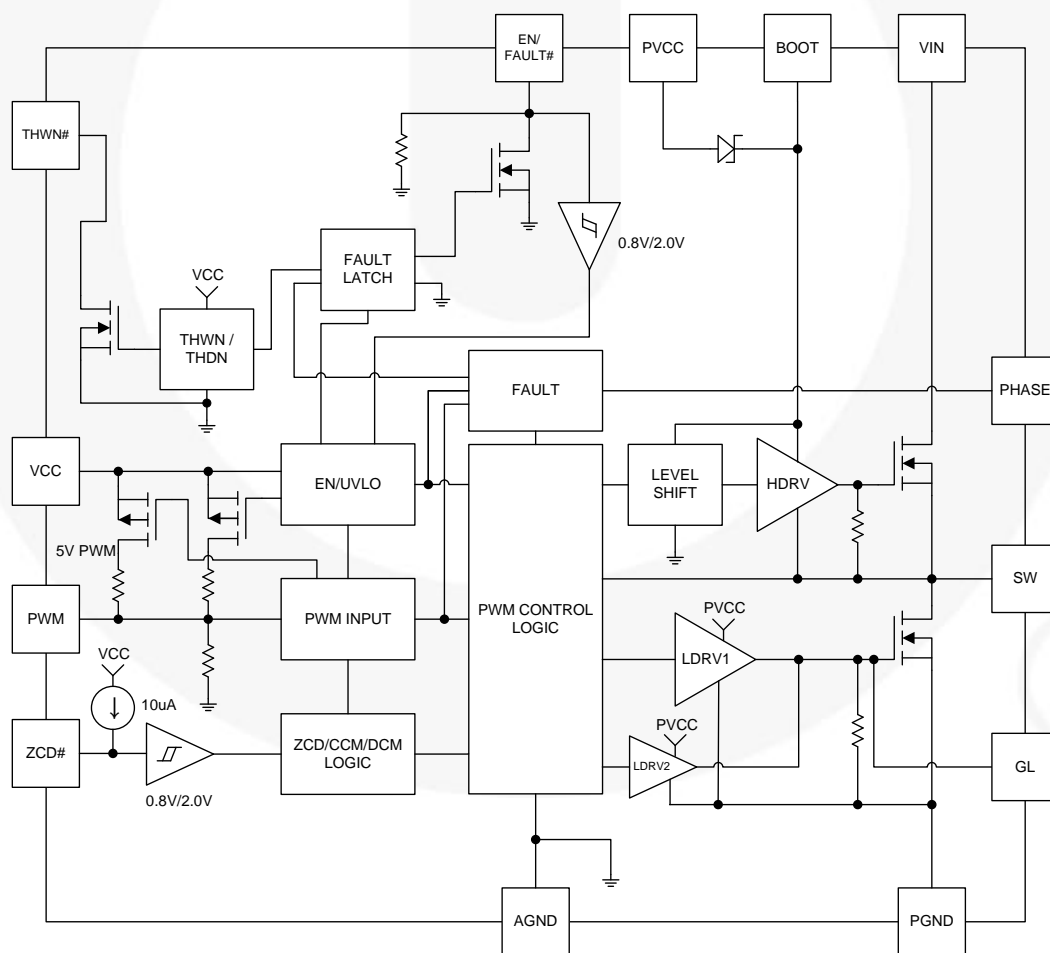 EN/
FAULT#
PVCC
BOOT
VIN
THWN#
0.8V/2.0V
FAULT
LATCH
VCC
THWN /
THDN
FAULT
PHASE
VCC
EN/UVLO
LEVEL
SHIFT
HDRV
5V PWM
SW
PWM
PWM INPUT
PWM CONTROL
LOGIC
PVCC
LDRV1
VCC
10uA
ZCD#
ZCD/CCM/DCM
LOGIC
PVCC
LDRV2
GL
0.8V/2.0V
AGND
PGND